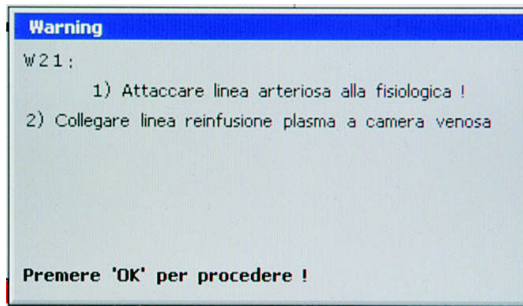 Warning
W21:
1) Attaccare linea arteriosa alla fisiologica !
2) Collegare linea reinfusione plasma a camera venosa
Premere 'OK' per procedere !